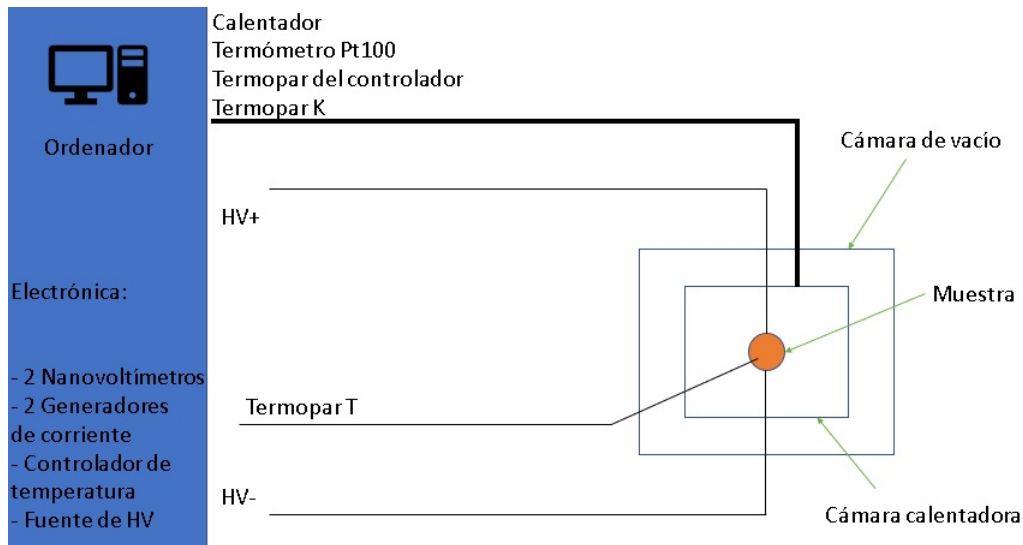 Calentador
Termómetro Pt100
Termopar del controlador
Termopar K
Ordenador
Cámara de vacío
HV+
Electrónica:
Muestra
- 2 Nanovoltímetros
- 2 Generadores
de corriente
- Controlador de
temperatura
- Fuente de HV
Termopar T
HV-
Cámara calentadora